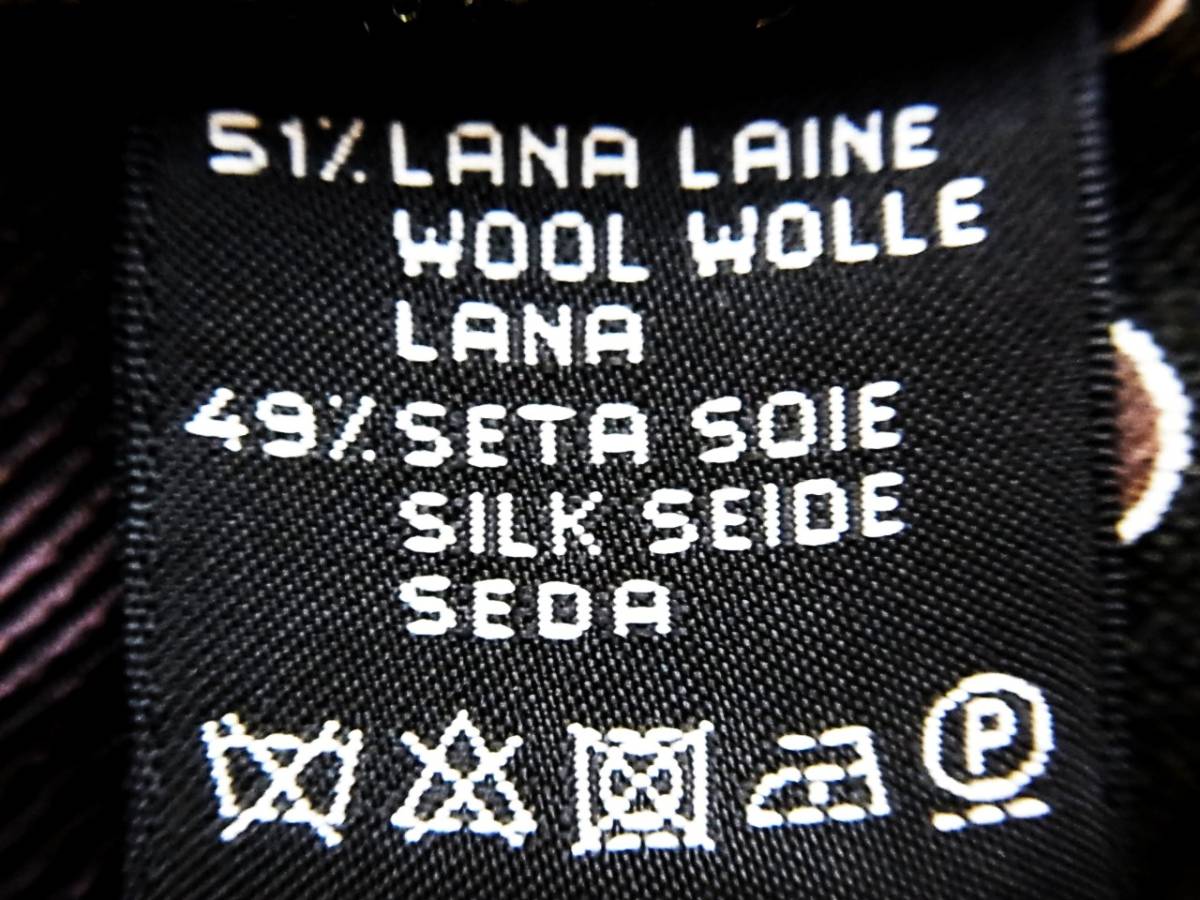 51% LANA LAINE
WOOL WOLLE
LANA
49% SETA SOIE
SILK SEIDE
SEDA
P